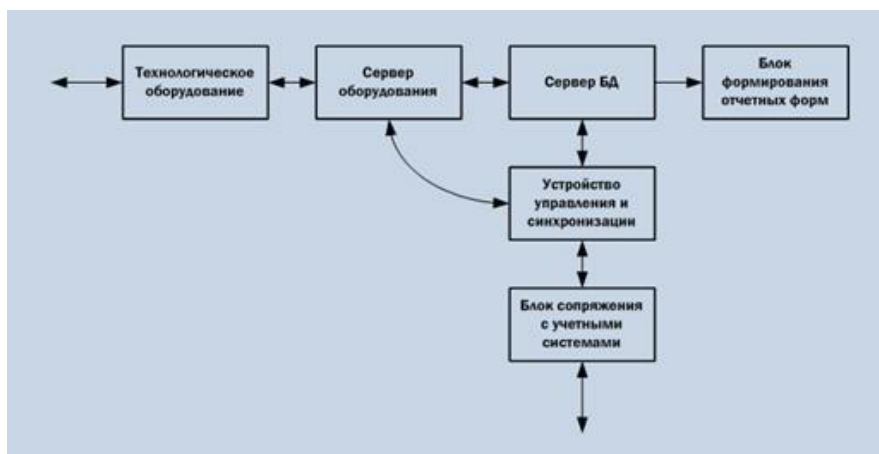 Технологическое
оборудование
Сервер
оборудования
Сервер БД
Блок
формирования
отчетных форм
Устройство
управления и
синхронизации
Блок сопряжения
с учетными
системами